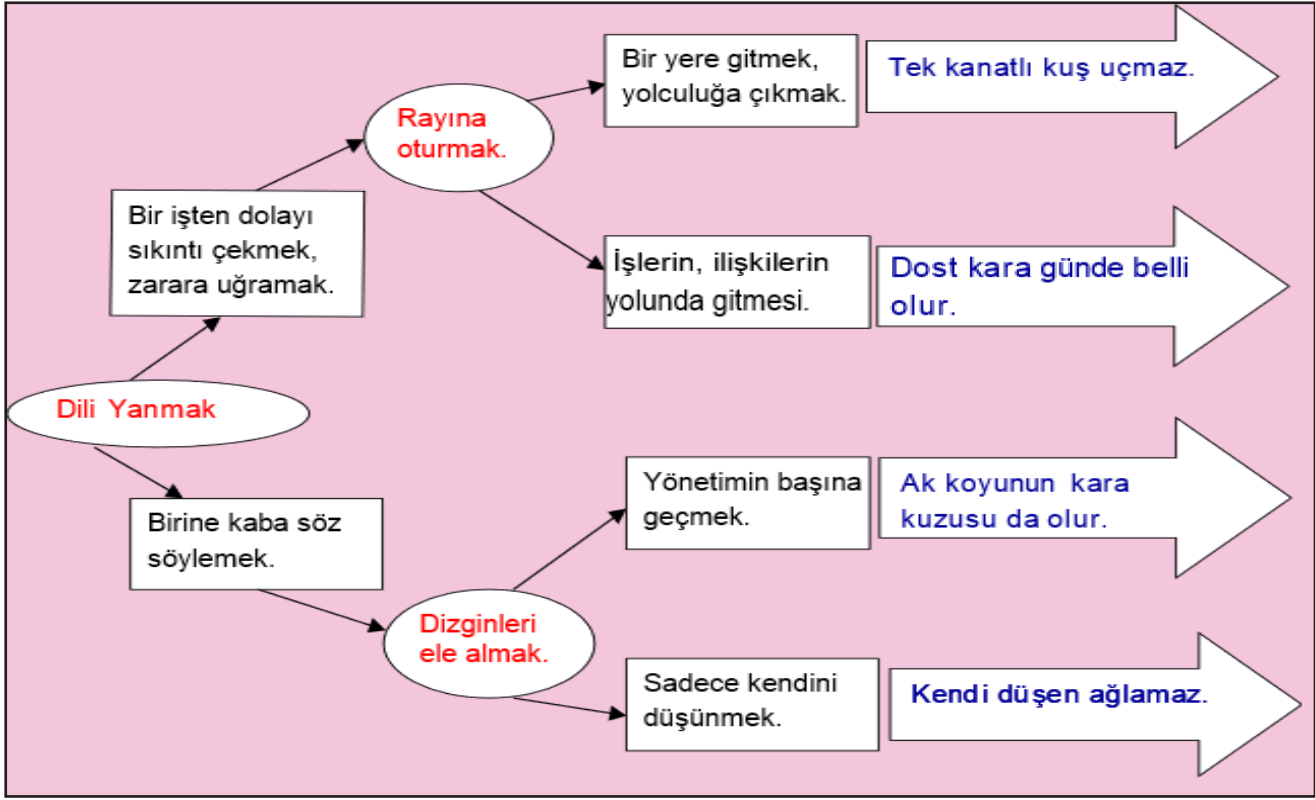 Bir yere gitmek,
yolculuğa çıkmak.
Tek kanatlı kuş uçmaz.
Rayına
oturmak.
Bir işten dolayı
sıkıntı çekmek,
zarara uğramak.
İşlerin, ilişkilerin
yolunda gitmesi.
Dost kara günde belli
olur.
Dili Yanmak
Birine kaba söz
söylemek.
Yönetimin başına
geçmek.
Ak koyunun kara
kuzusu da olur.
Dizginleri
ele almak.
Sadece kendini
düşünmek.
Kendi düşen ağlamaz.